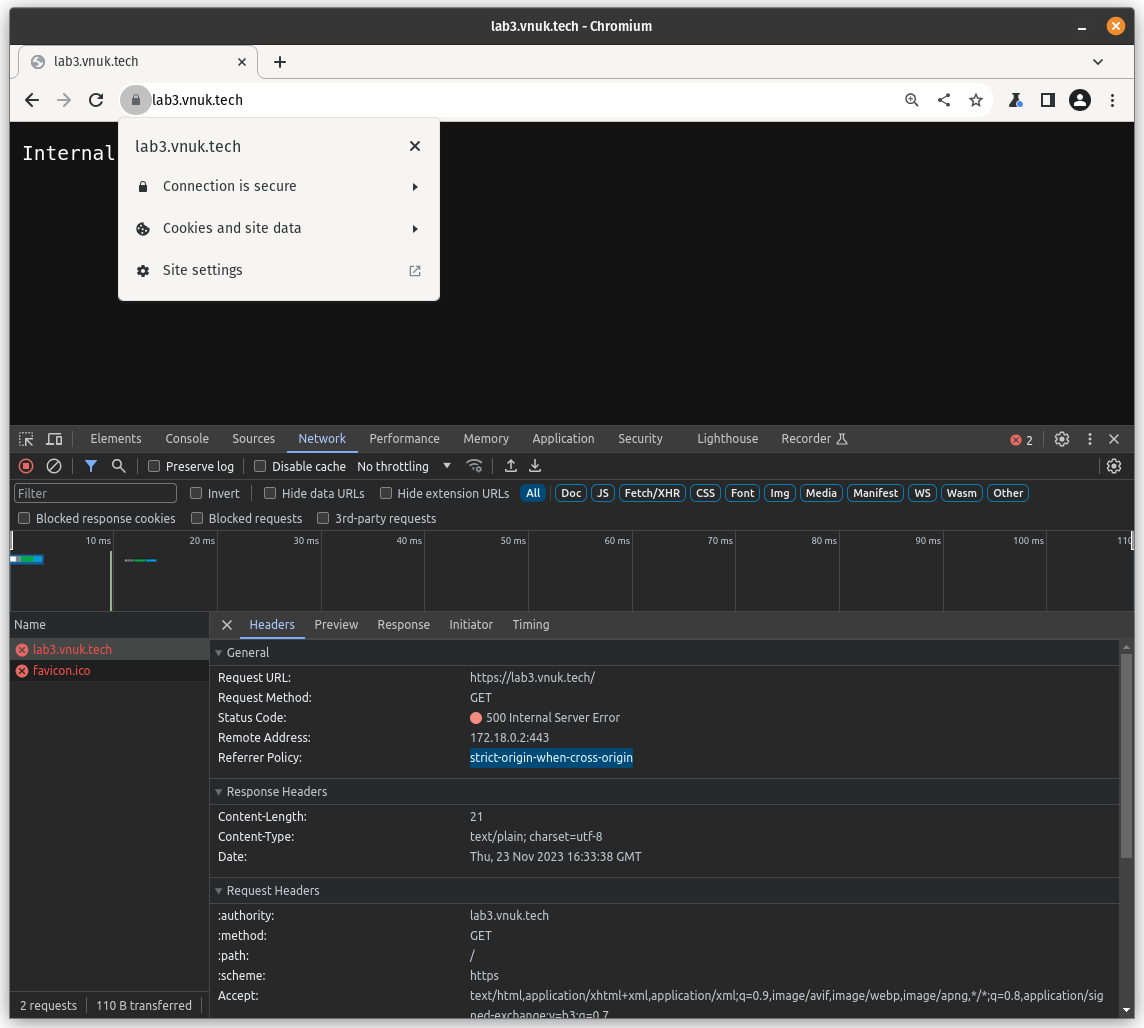 lab3.vnuk.tech - Chromium
lab3.vnuk.tech
lab3.vnuk.tech
Internal
lab3.vnuk.tech
Connection is secure
Cookies and site data
Site settings
Elements Console Sources Network Performance Memory Application Security Lighthouse Recorder 2
Preserve log Disable cache No throttling
Filter Invert Hide data URLs Hide extension URLs All Doc JS Fetch/XHR CSS Font Img Media Manifest WS Wasm Other
Blocked response cookies Blocked requests 3rd-party requests
10 ms 20 ms 30 ms 40 ms 50 ms 60 ms 70 ms 80 ms 90 ms 100 ms 110
Name Headers Preview Response Initiator Timing
lab3.vnuk.tech
favicon.ico
General
Request URL: https://lab3.vnuk.tech/
Request Method: GET
Status Code: 500 Internal Server Error
Remote Address: 172.18.0.2:443
Referrer Policy: strict-origin-when-cross-origin
Response Headers
Content-Length: 21
Content-Type: text/plain; charset=utf-8
Date: Thu, 23 Nov 2023 16:33:38 GMT
Request Headers
:authority: lab3.vnuk.tech
:method: GET
:path: /
:scheme: https
Accept: text/html,application/xhtml+xml,application/xml;q=0.9,image/avif,image/webp,image/apng,*/*;q=0.8,application/sig
ned-exchange;v=b3;q=0.7
2 requests 110 B transferred